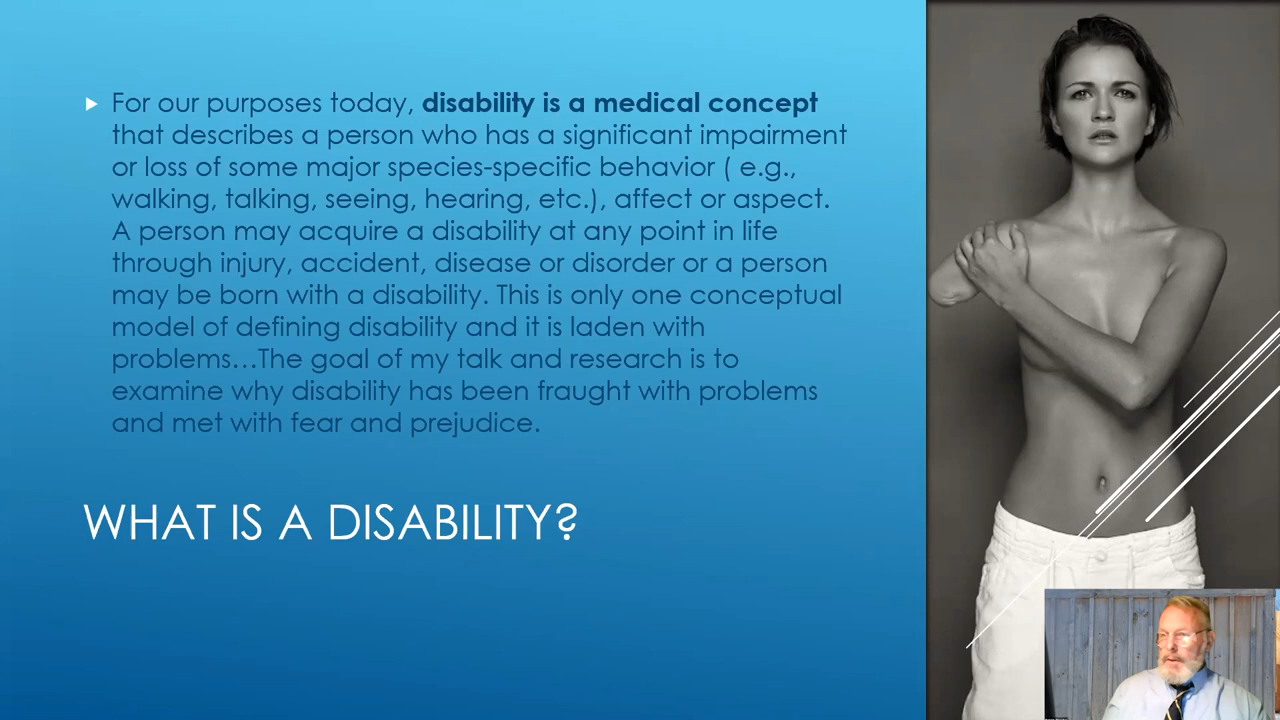 For our purposes today, disability is a medical concept
that describes a person who has a significant impairment
or loss of some major species-specific behavior ( e.g.,
walking, talking, seeing, hearing, etc.), affect or aspect.
A person may acquire a disability at any point in life
through injury, accident, disease or disorder or a person
may be born with a disability. This is only one conceptual
model of defining disability and it is laden with
problems…The goal of my talk and research is to
examine why disability has been fraught with problems
and met with fear and prejudice.
WHAT IS A DISABILITY?